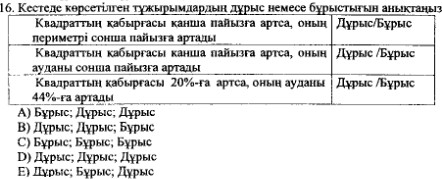 16. Кестеде көрсетілген тұжырымдардың дұрыс немесе бұрыстығын анықтаңыз
Квадраттың қабырғасы канша пайызға артса, оның Дұрыс/Бұрыс
периметрі сонша пайызға артады
Квадраттың қабырғасы канша пайызға артса, оның Дұрыс /Бұрыс
ауданы сонша пайызға артады
Квадраттың қабырғасы 20%-ға артса, оның ауданы Дұрыс /Бұрыс
44%-ға артады
A) Бұрыс; Дұрыс; Дұрыс
B) Дұрыс; Дұрыс; Бұрыс
C) Бұрыс; Бұрыс; Бұрыс
D) Дұрыс; Дұрыс; Дұрыс
E) Дұрыс; Бұрыс; Дұрыс